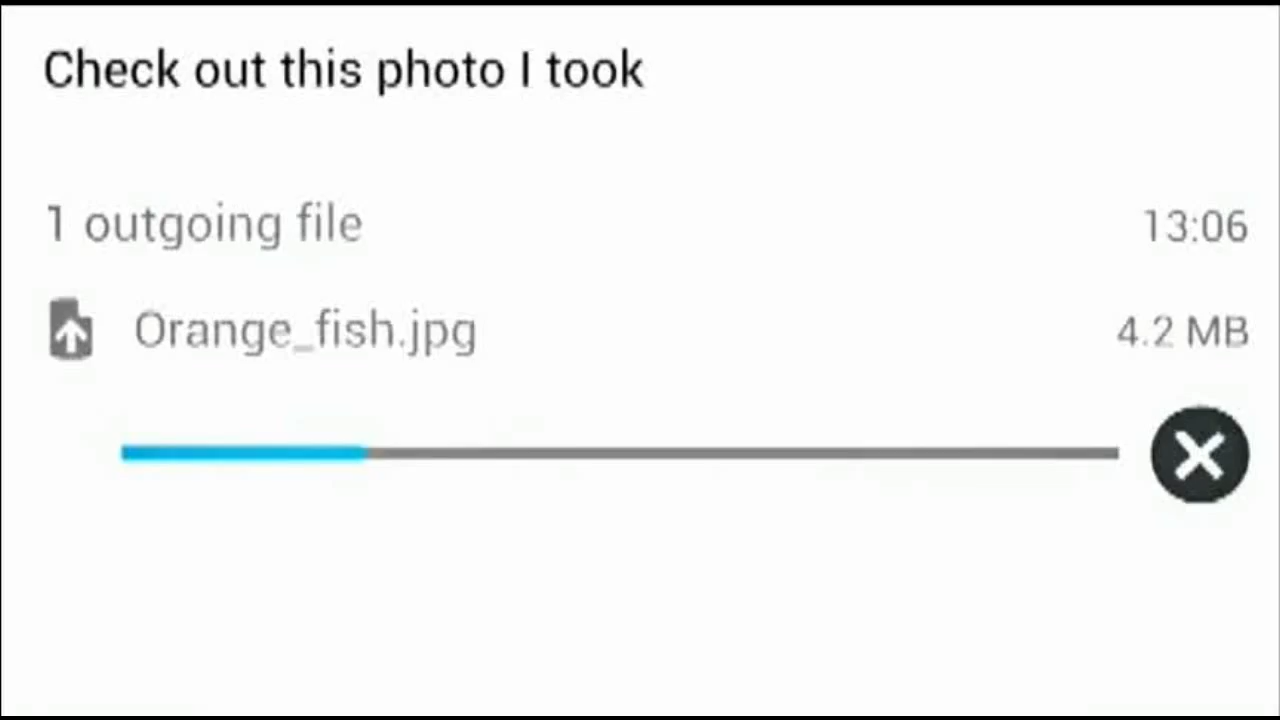 Check out this photo I took
1 outgoing file 13:06
Orange_fish.jpg 4.2 MB